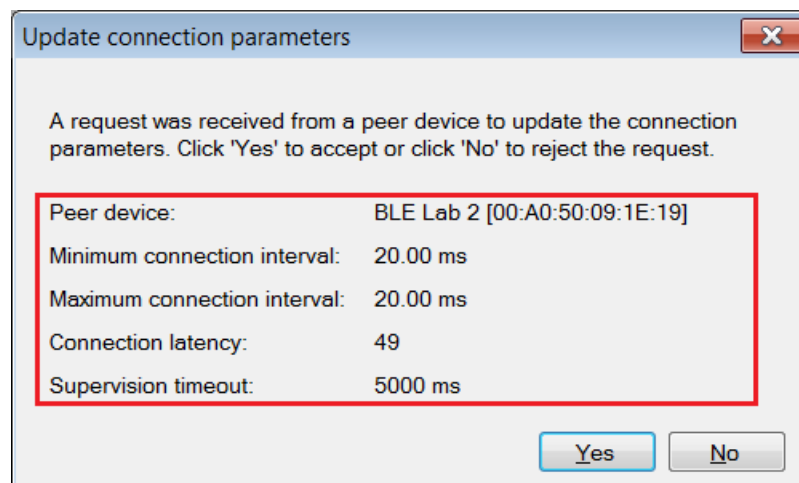 Update connection parameters
A request was received from a peer device to update the connection
parameters. Click 'Yes' to accept or click 'No' to reject the request.
Peer device: BLE Lab 2 [00:A0:50:09:1E:19]
Minimum connection interval: 20.00 ms
Maximum connection interval: 20.00 ms
Connection latency: 49
Supervision timeout: 5000 ms
Yes No